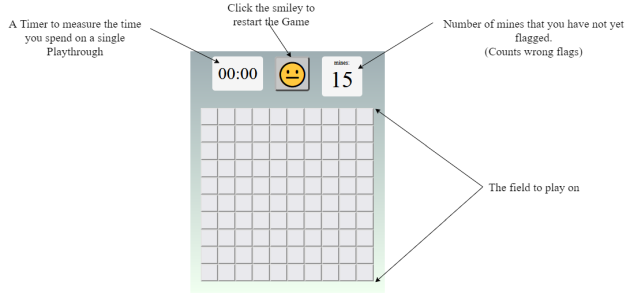 Click the smiley to
restart the Game
A Timer to measure the time
you spend on a single
Playthrough
Number of mines that you have not yet
flagged.
(Counts wrong flags)
00:00
mines:
15
The field to play on